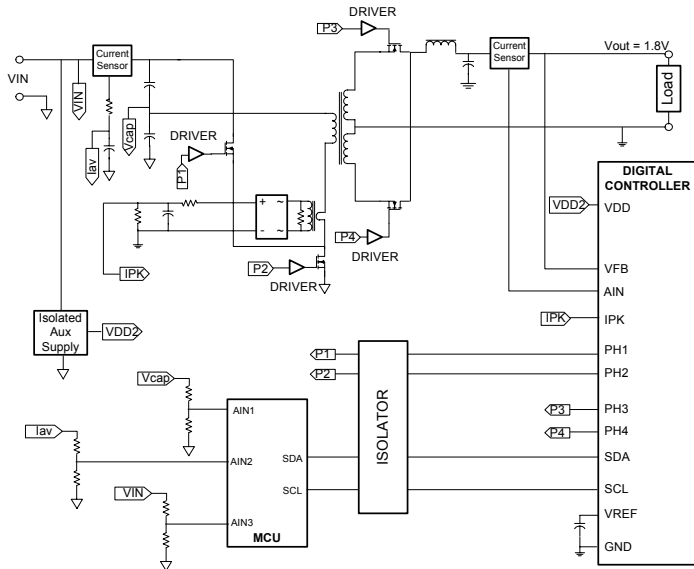 P3
DRIVER
Current
Sensor
VIN
VIN
Iav
Vcap
DRIVER
P1
Current
Sensor
Vout = 1.8V
Load
+
~
-
~
IPK
P2
DRIVER
P4
DRIVER
DIGITAL
CONTROLLER
VDD2
VDD
VFB
AIN
IPK
IPK
PH1
PH2
PH3
PH4
SDA
SCL
VREF
GND
P3
P4
Isolated
Aux
Supply
VDD2
P1
P2
ISOLATOR
Vcap
Iav
VIN
AIN1
AIN2
AIN3
SDA
SCL
MCU